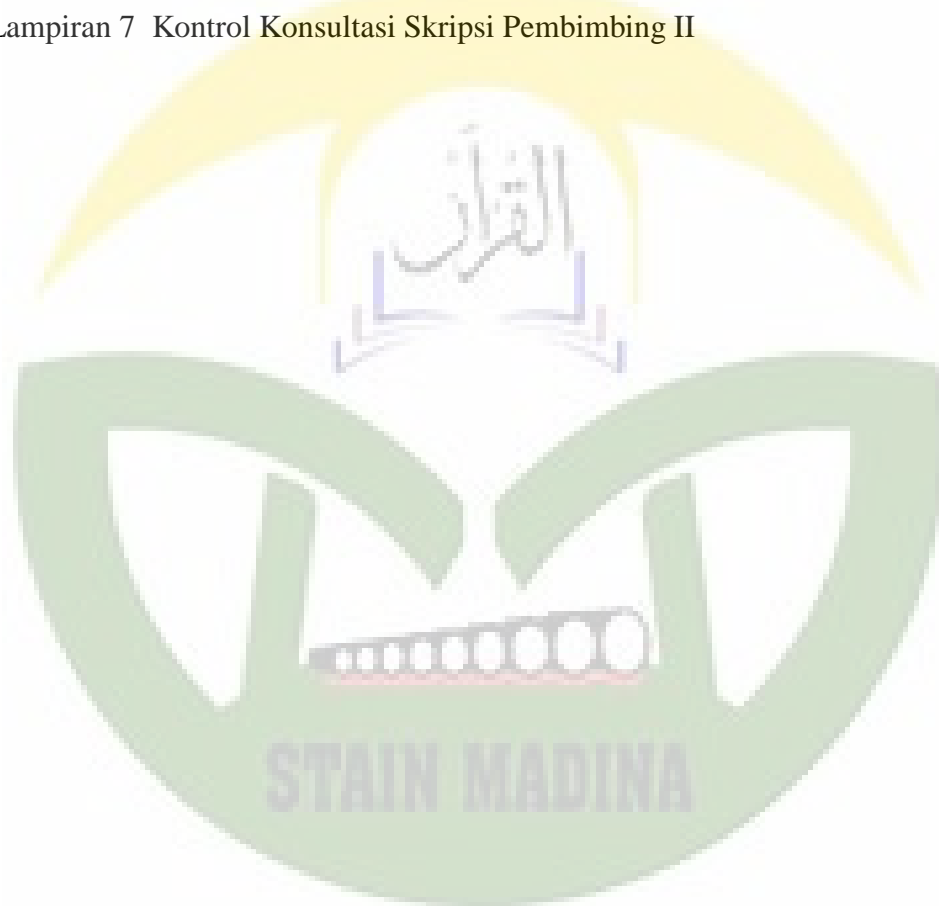 Lampiran 7 Kontrol Konsultasi Skripsi Pembimbing II
القرآن
STAIN MADINA